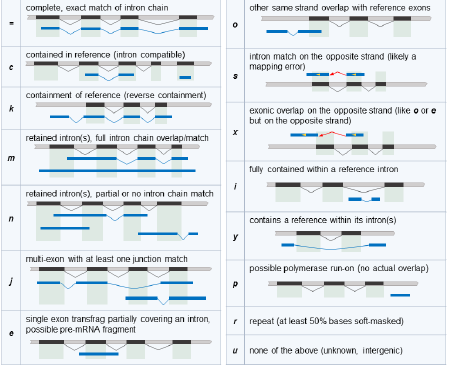 =
complete, exact match of intron chain
c
contained in reference (intron compatible)
k
containment of reference (reverse containment)
m
retained intron(s), full intron chain overlap/match
n
retained intron(s), partial or no intron chain match
j
multi-exon with at least one junction match
e
single exon transfrag partially covering an intron,
possible pre-mRNA fragment
o
other same strand overlap with reference exons
s
intron match on the opposite strand (likely a
mapping error)
x
exonic overlap on the opposite strand (like o or e
but on the opposite strand)
i
fully contained within a reference intron
y
contains a reference within its intron(s)
p
possible polymerase run-on (no actual overlap)
r
repeat (at least 50% bases soft-masked)
u
none of the above (unknown, intergenic)